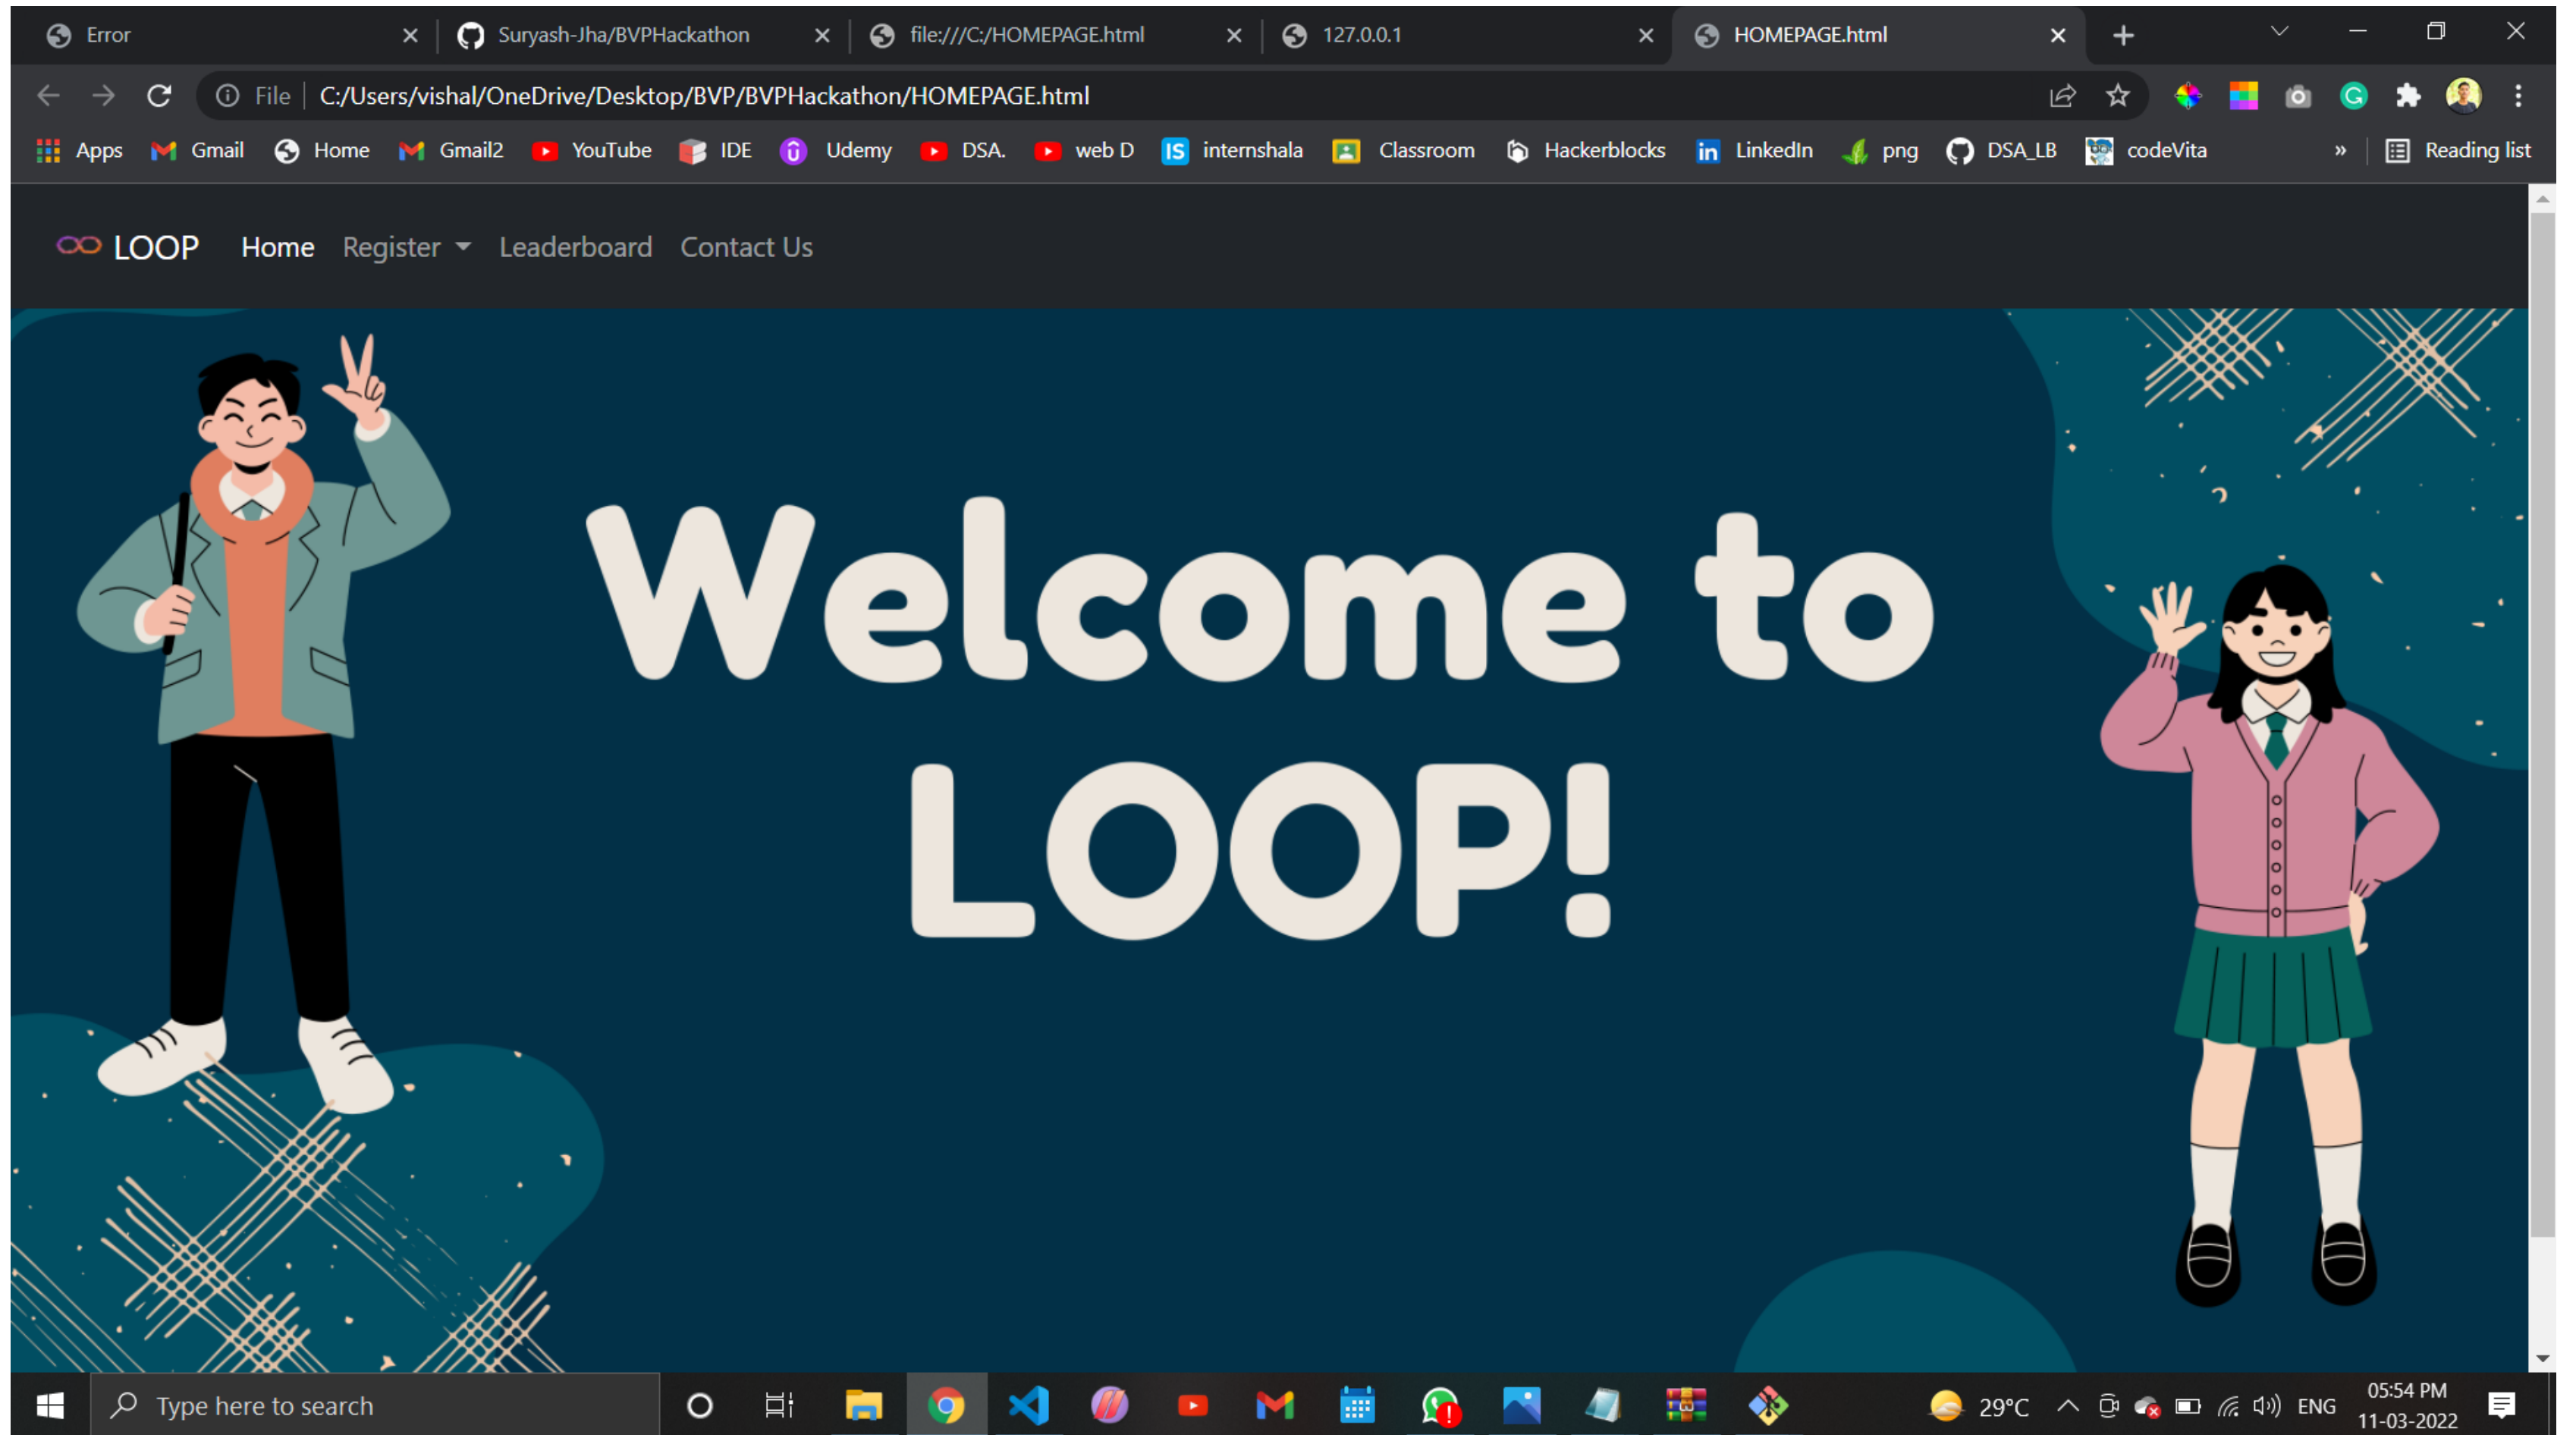 Error
Suryash-Jha/BVPHackathon
file:///C:/HOMEPAGE.html
127.0.0.1
HOMEPAGE.html
File C:/Users/vishal/OneDrive/Desktop/BVP/BVPHackathon/HOMEPAGE.html
Apps Gmail Home Gmail2 YouTube IDE Udemy DSA. web D internshala Classroom Hackerblocks LinkedIn png DSA_LB codeVita » Reading list
LOOP Home Register Leaderboard Contact Us
Welcome to
LOOP!
Type here to search
29°C ENG
05:54 PM
11-03-2022